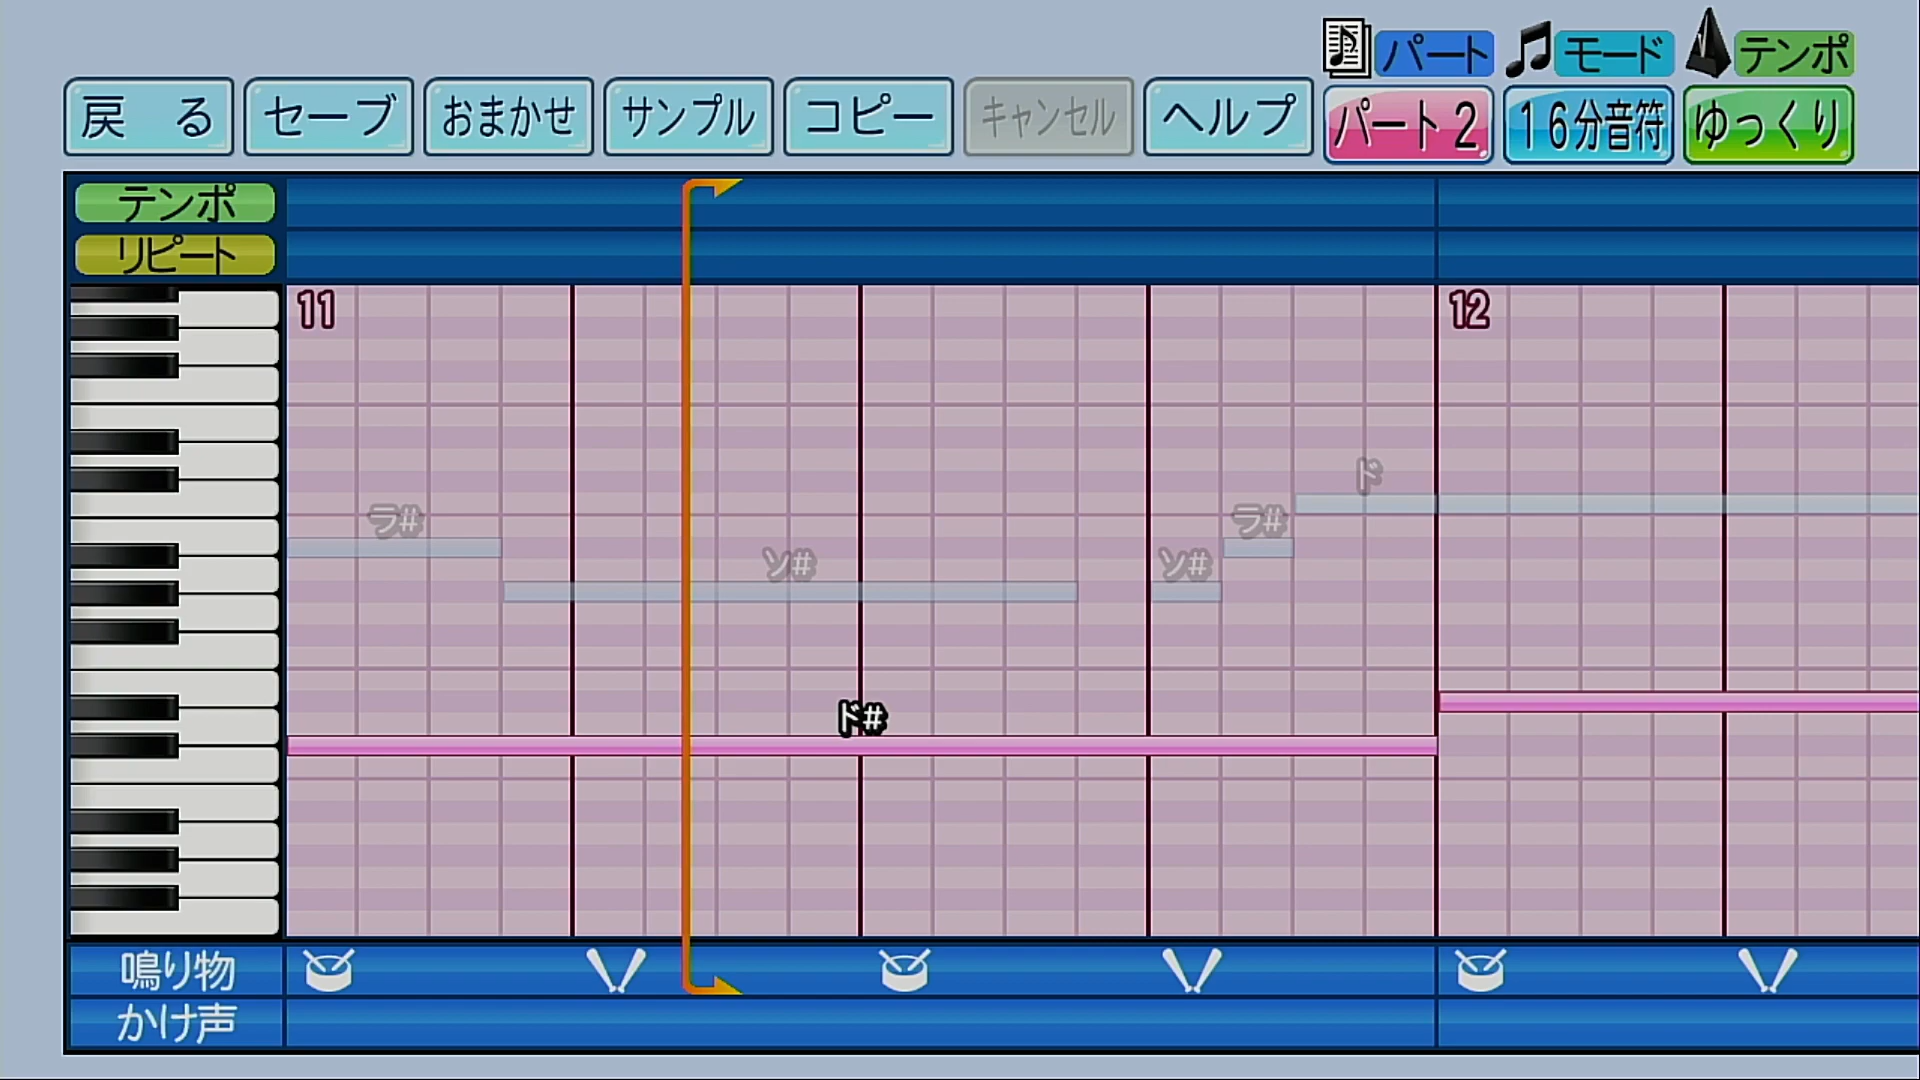 パート モード テンポ
戻る セーブ おまかせ サンプル コピー キャンセル ヘルプ パート2 16分音符 ゆっくり
テンポ
リピート
11 12
ド
ラ# ラ#
ソ# ソ#
ド#
鳴り物
かけ声